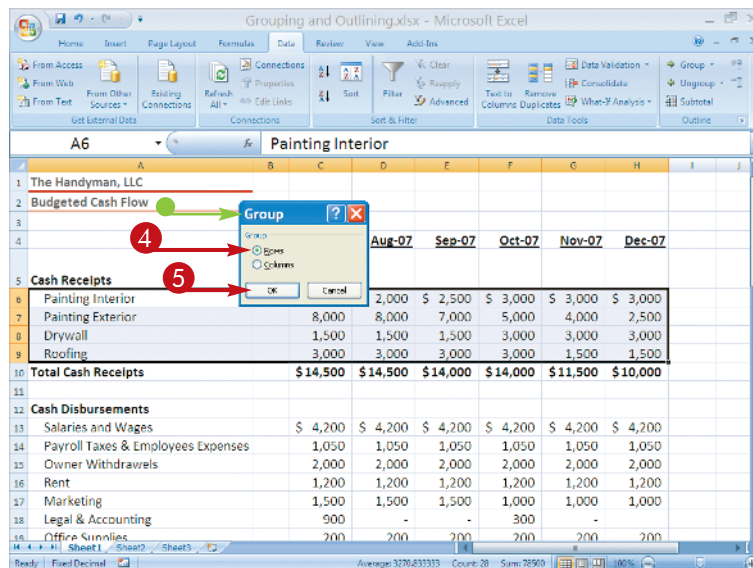 Grouping and Outlining.xlsx - Microsoft Excel
Home Insert Page Layout Formulas Data Review View Add-Ins
From Access
From Web
From Text
From Other Sources
Existing Connections
Get External Data
Refresh All
Connections
Properties
Edit Links
Connections
Sort
Filter
Clear
Reapply
Advanced
Sort & Filter
Text to Columns
Remove Duplicates
Data Validation
Consolidate
What-If Analysis
Data Tools
Group
Ungroup
Subtotal
Outline
A6 fx Painting Interior
A B C D E F G H I J
1 The Handyman, LLC
2 Budgeted Cash Flow
3
4 Aug-07 Sep-07 Oct-07 Nov-07 Dec-07
5 Cash Receipts
6 Painting Interior 2,000 $ 2,500 $ 3,000 $ 3,000 $ 3,000
7 Painting Exterior 8,000 8,000 7,000 5,000 4,000 2,500
8 Drywall 1,500 1,500 1,500 3,000 3,000 3,000
9 Roofing 3,000 3,000 3,000 3,000 1,500 1,500
10 Total Cash Receipts $14,500 $14,500 $14,000 $14,000 $11,500 $10,000
11
12 Cash Disbursements
13 Salaries and Wages $ 4,200 $ 4,200 $ 4,200 $ 4,200 $ 4,200 $ 4,200
14 Payroll Taxes & Employees Expenses 1,050 1,050 1,050 1,050 1,050 1,050
15 Owner Withdrawels 2,000 2,000 2,000 2,000 2,000 2,000
16 Rent 1,200 1,200 1,200 1,200 1,200 1,200
17 Marketing 1,500 1,500 1,500 1,000 1,000 1,000
18 Legal & Accounting 900 - - 300 -
19 Office Supplies 200 200 200 200 200 200
Group ? X
Group
4
Rows
Columns
5
OK Cancel
Sheet1 Sheet2 Sheet3
Ready Fixed Decimal Average: 3270.833333 Count: 28 Sum: 78500 100%